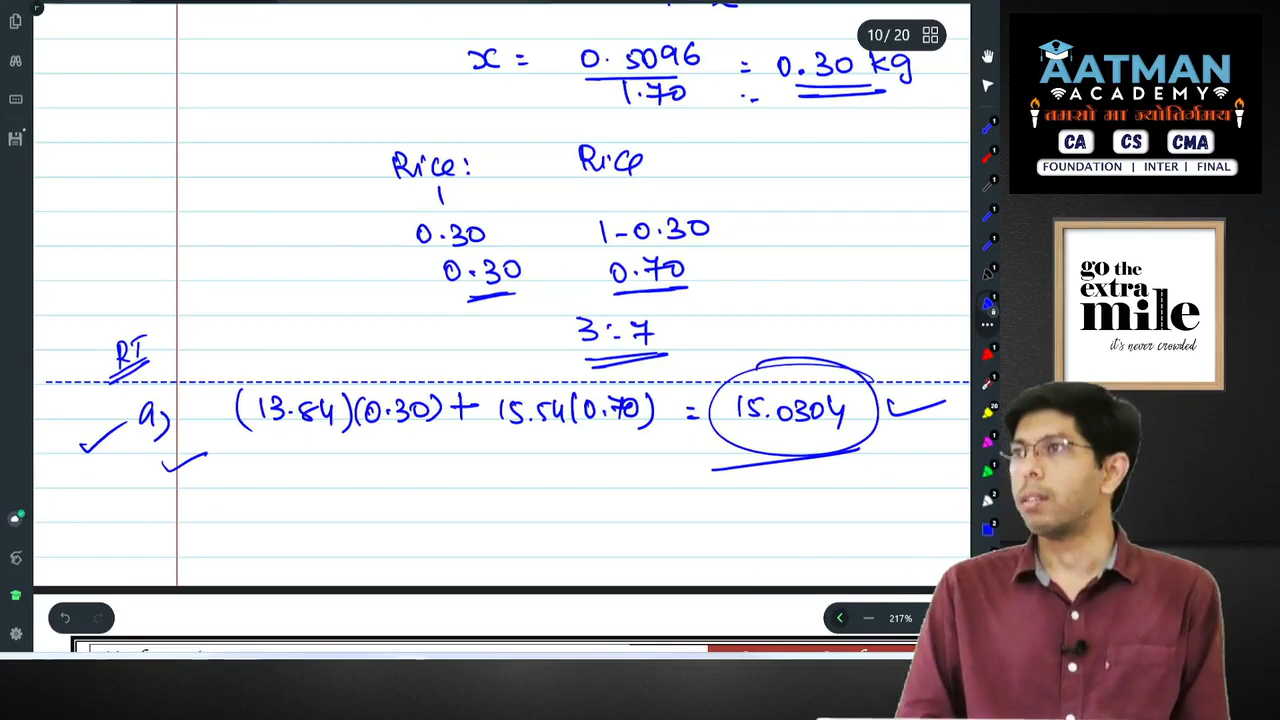 10/20
x = 0.5096 / 1.70 = 0.30 kg
Rice: Rice
1
0.30 1-0.30
0.30 0.70
3:7
RT
a) (13.84)(0.30) + 15.54(0.70) = 15.0304
217%
AATMAN
ACADEMY
तमसो मा ज्योतिर्गमय
CA CS CMA
FOUNDATION | INTER | FINAL
go the
extra
mile
it's never crowded